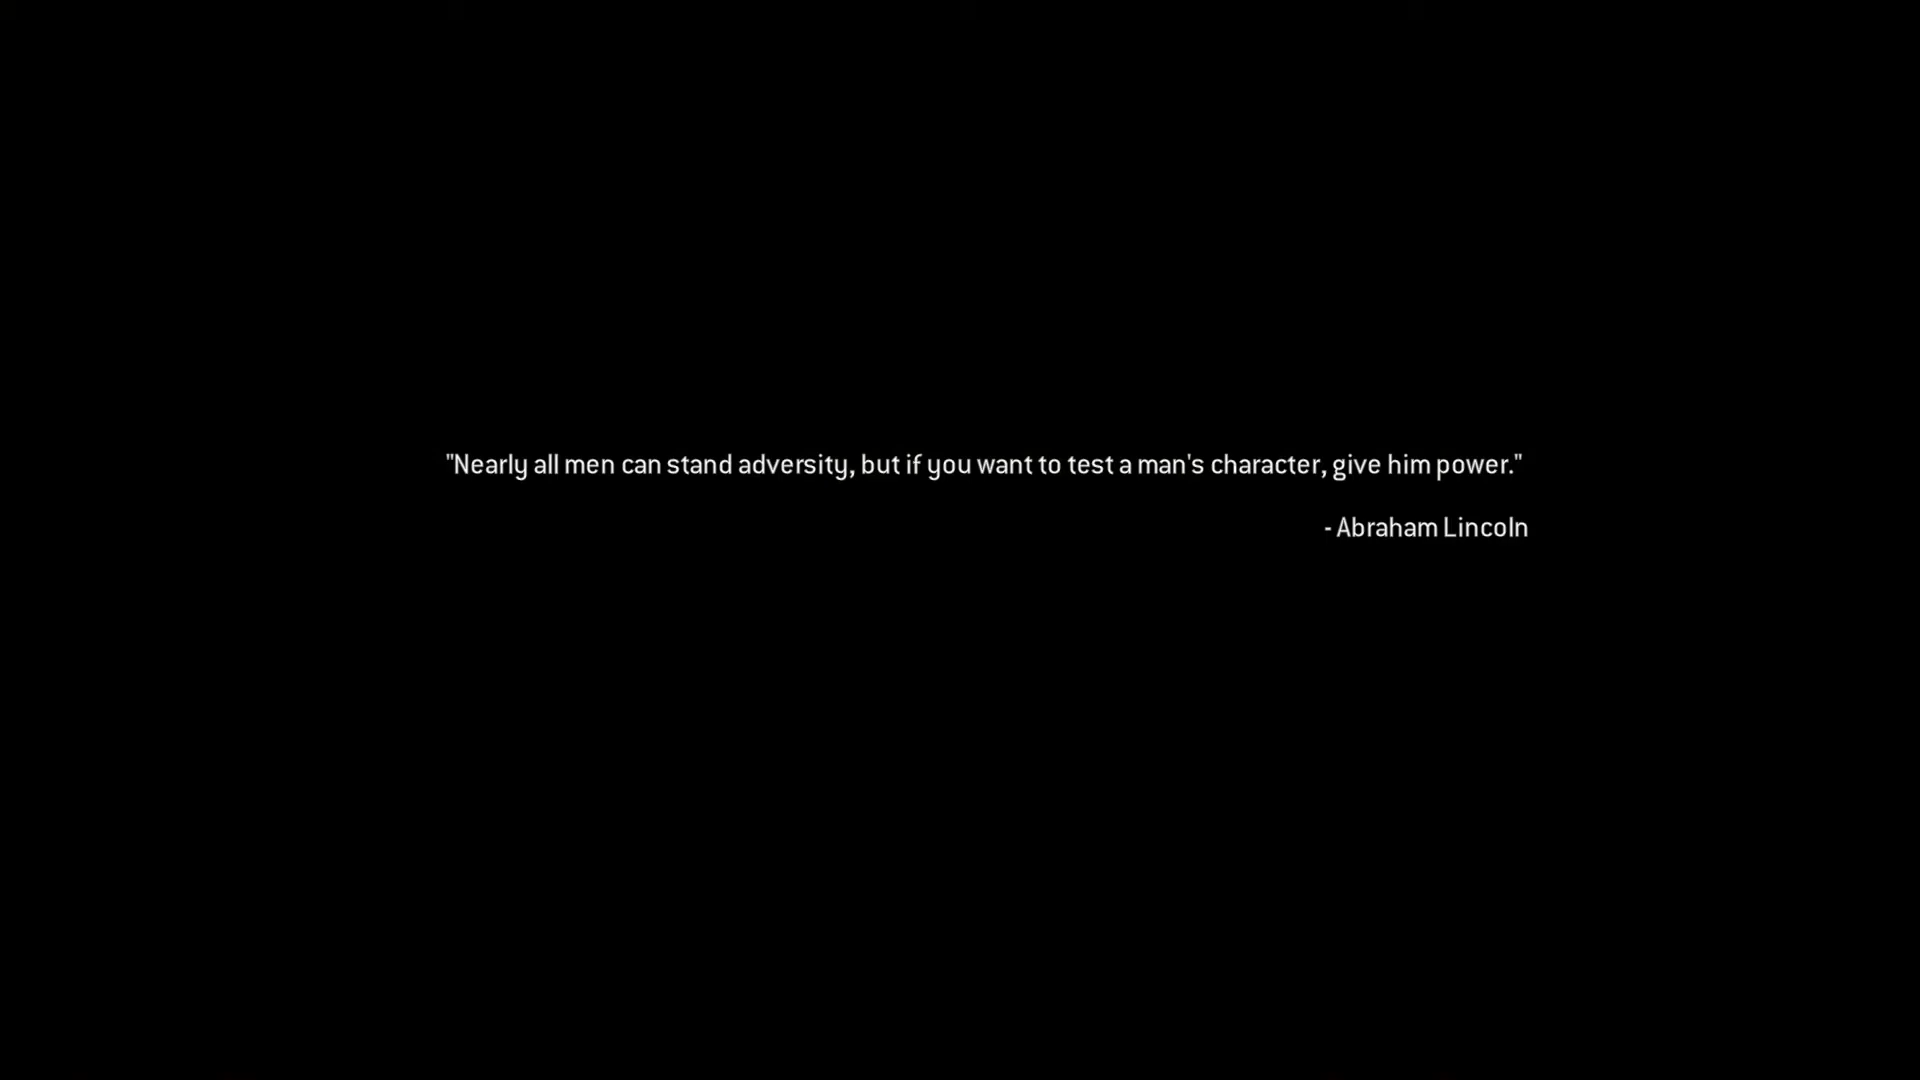 "Nearly all men can stand adversity, but if you want to test a man's character, give him power."
- Abraham Lincoln